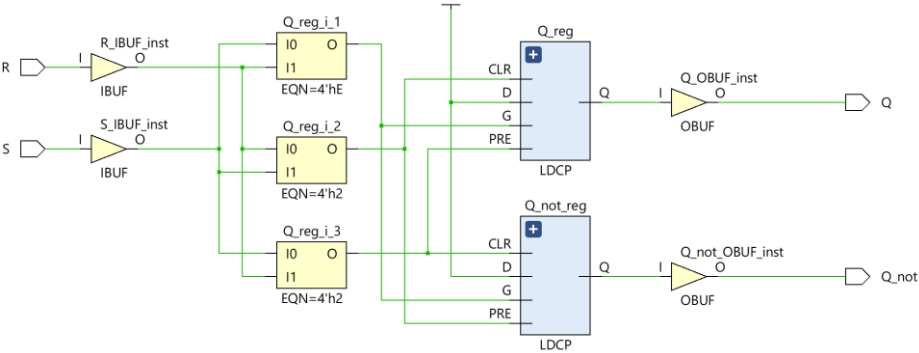 R
I
R_IBUF_inst
O
IBUF
S
I
S_IBUF_inst
O
IBUF
Q_reg_i_1
I0
O
I1
EQN=4'hE
Q_reg_i_2
I0
O
I1
EQN=4'h2
Q_reg_i_3
I0
O
I1
EQN=4'h2
Q_reg
CLR
D
Q
G
PRE
LDCP
Q_not_reg
CLR
D
Q
G
PRE
LDCP
Q_OBUF_inst
I
O
OBUF
Q
Q_not_OBUF_inst
I
O
OBUF
Q_not